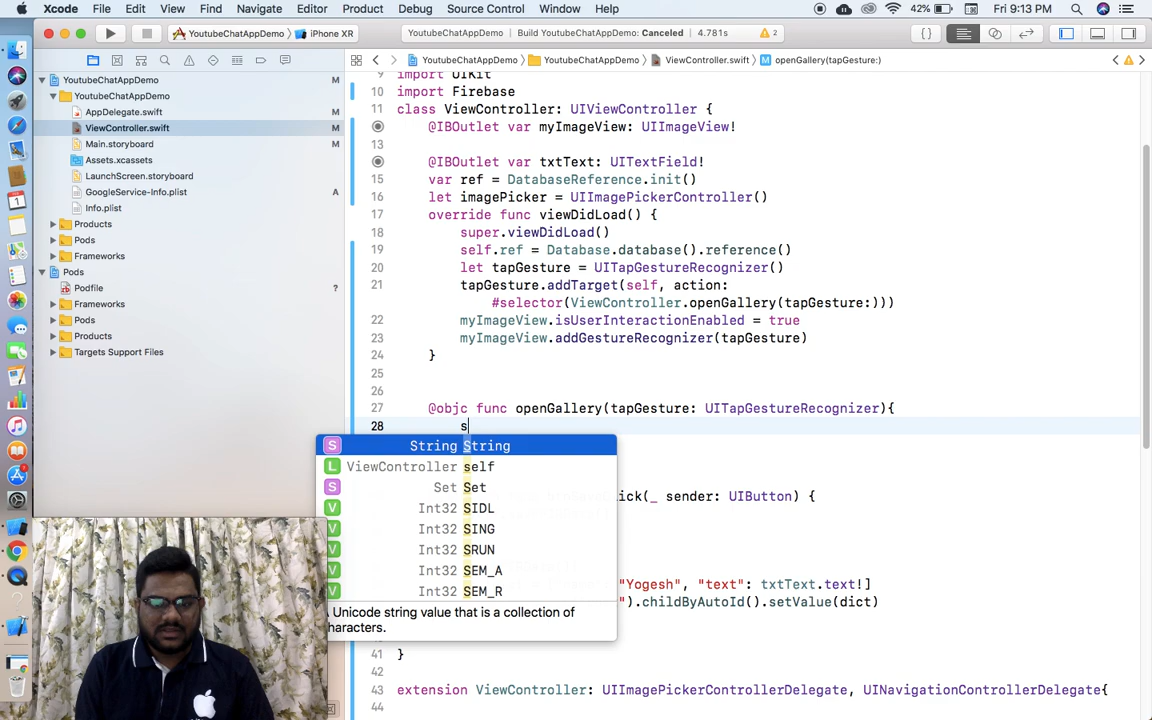 Xcode File Edit View Find Navigate Editor Product Debug Source Control Window Help 42% Fri 9:13 PM
YoutubeChatAppDemo iPhone XR YoutubeChatAppDemo | Build YoutubeChatAppDemo: Canceled | 4.781s 2
YoutubeChatAppDemo YoutubeChatAppDemo ViewController.swift M openGallery(tapGesture:)
YoutubeChatAppDemo M
YoutubeChatAppDemo
AppDelegate.swift M
ViewController.swift M
Main.storyboard M
Assets.xcassets
LaunchScreen.storyboard
GoogleService-Info.plist A
Info.plist
Products
Pods
Frameworks
Pods
Podfile ?
Frameworks
Pods
Products
Targets Support Files
9 import UIKit
10 import Firebase
11 class ViewController: UIViewController {
@IBOutlet var myImageView: UIImageView!
13
@IBOutlet var txtText: UITextField!
15 var ref = DatabaseReference.init()
16 let imagePicker = UIImagePickerController()
17 override func viewDidLoad() {
18 super.viewDidLoad()
19 self.ref = Database.database().reference()
20 let tapGesture = UITapGestureRecognizer()
21 tapGesture.addTarget(self, action:
#selector(ViewController.openGallery(tapGesture:)))
22 myImageView.isUserInteractionEnabled = true
23 myImageView.addGestureRecognizer(tapGesture)
24 }
25
26
27 @objc func openGallery(tapGesture: UITapGestureRecognizer){
28 s
S String String
L ViewController self
S Set Set
V Int32 SIDL
V Int32 SING
V Int32 SRUN
V Int32 SEM_A
V Int32 SEM_R
Unicode string value that is a collection of
characters.
ick(_ sender: UIButton) {
"Yogesh", "text": txtText.text!]
").childByAutoId().setValue(dict)
41 }
42
43 extension ViewController: UIImagePickerControllerDelegate, UINavigationControllerDelegate{
44